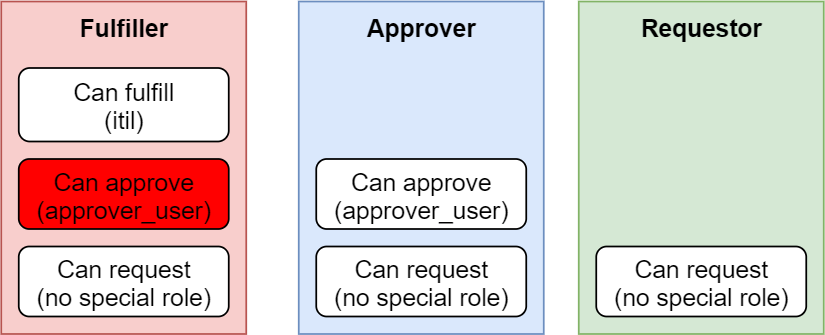 Fulfiller
Can fulfill
(itil)
Can approve
(approver_user)
Can request
(no special role)
Approver
Can approve
(approver_user)
Can request
(no special role)
Requestor
Can request
(no special role)